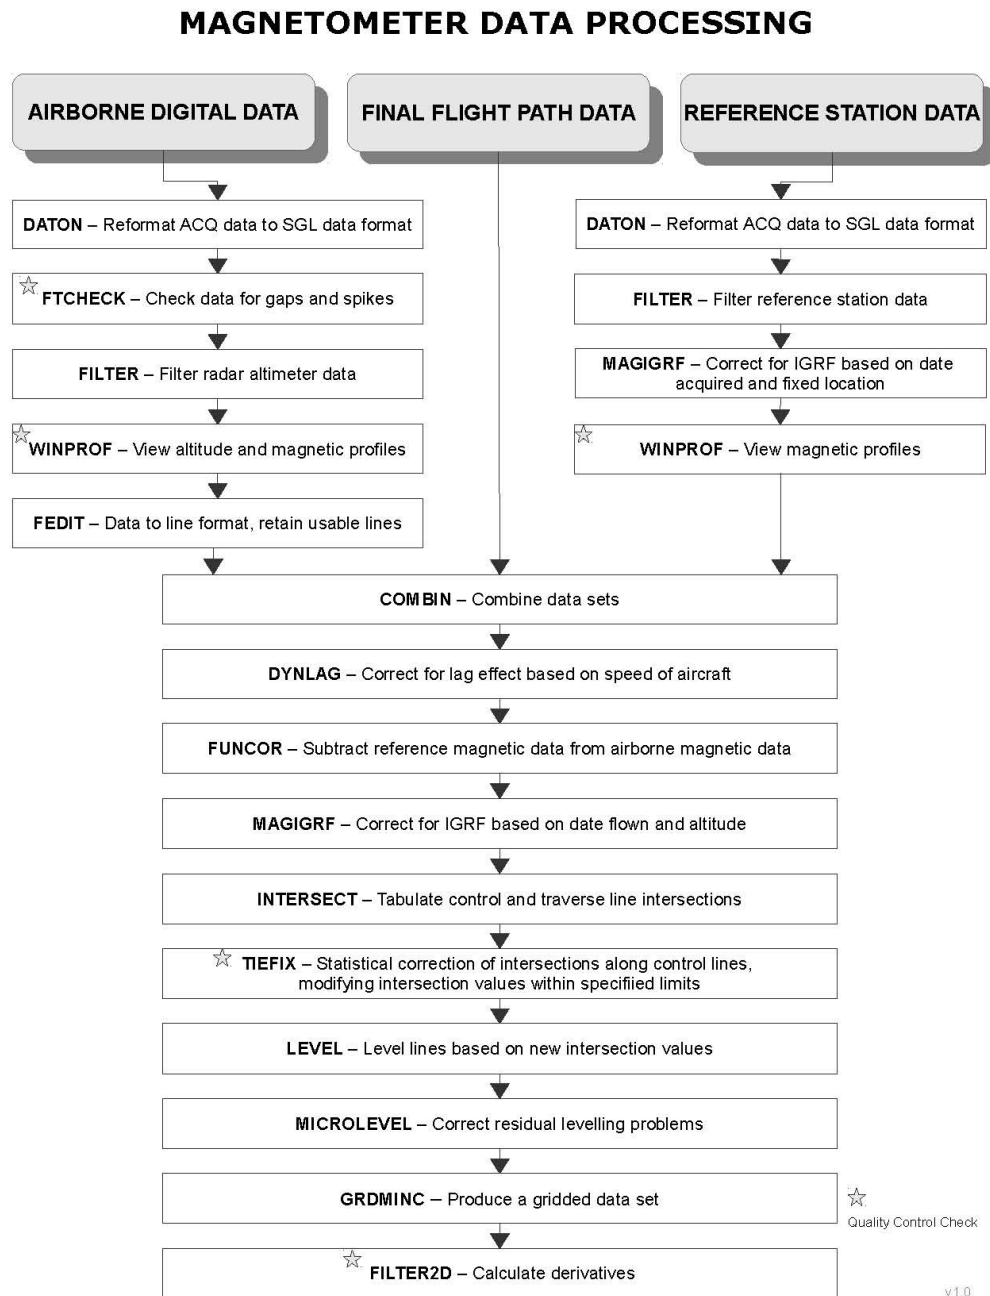 MAGNETOMETER DATA PROCESSING
AIRBORNE DIGITAL DATA
FINAL FLIGHT PATH DATA
REFERENCE STATION DATA
DATON – Reformat ACQ data to SGL data format
FTCHECK – Check data for gaps and spikes
FILTER – Filter radar altimeter data
WINPROF – View altitude and magnetic profiles
FEDIT – Data to line format, retain usable lines
DATON – Reformat ACQ data to SGL data format
FILTER – Filter reference station data
MAGIGRF – Correct for IGRF based on date
acquired and fixed location
WINPROF – View magnetic profiles
COMBIN – Combine data sets
DYNLAG – Correct for lag effect based on speed of aircraft
FUNCOR – Subtract reference magnetic data from airborne magnetic data
MAGIGRF – Correct for IGRF based on date flown and altitude
INTERSECT – Tabulate control and traverse line intersections
TIEFIX – Statistical correction of intersections along control lines,
modifying intersection values within specifiied limits
LEVEL – Level lines based on new intersection values
MICROLEVEL – Correct residual levelling problems
GRDMINC – Produce a gridded data set
Quality Control Check
FILTER2D – Calculate derivatives
v1.0